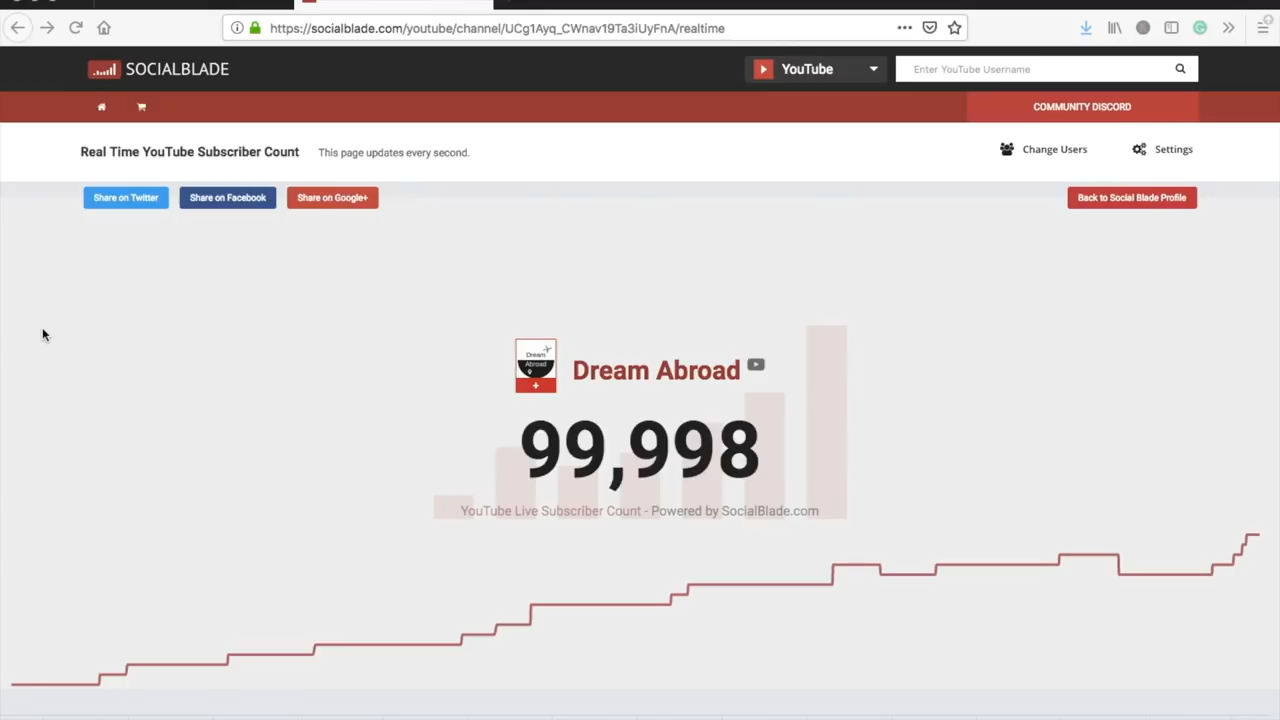 https://socialblade.com/youtube/channel/UCg1Ayq_CWnav19Ta3iUyFnA/realtime
SOCIALBLADE
YouTube
Enter YouTube Username
COMMUNITY DISCORD
Real Time YouTube Subscriber Count
This page updates every second.
Change Users
Settings
Share on Twitter
Share on Facebook
Share on Google+
Back to Social Blade Profile
Dream
Abroad
Dream Abroad
99,998
YouTube Live Subscriber Count - Powered by SocialBlade.com